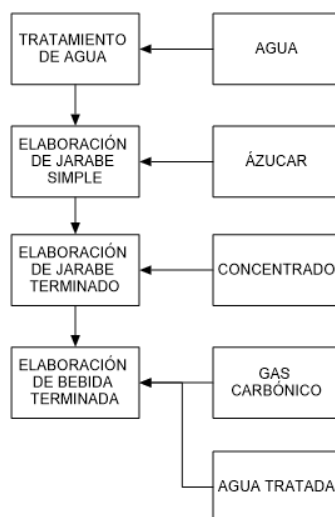 TRATAMIENTO
DE AGUA
AGUA
ELABORACIÓN
DE JARABE
SIMPLE
ÁZUCAR
ELABORACIÓN
DE JARABE
TERMINADO
CONCENTRADO
ELABORACIÓN
DE BEBIDA
TERMINADA
GAS
CARBÓNICO
AGUA TRATADA